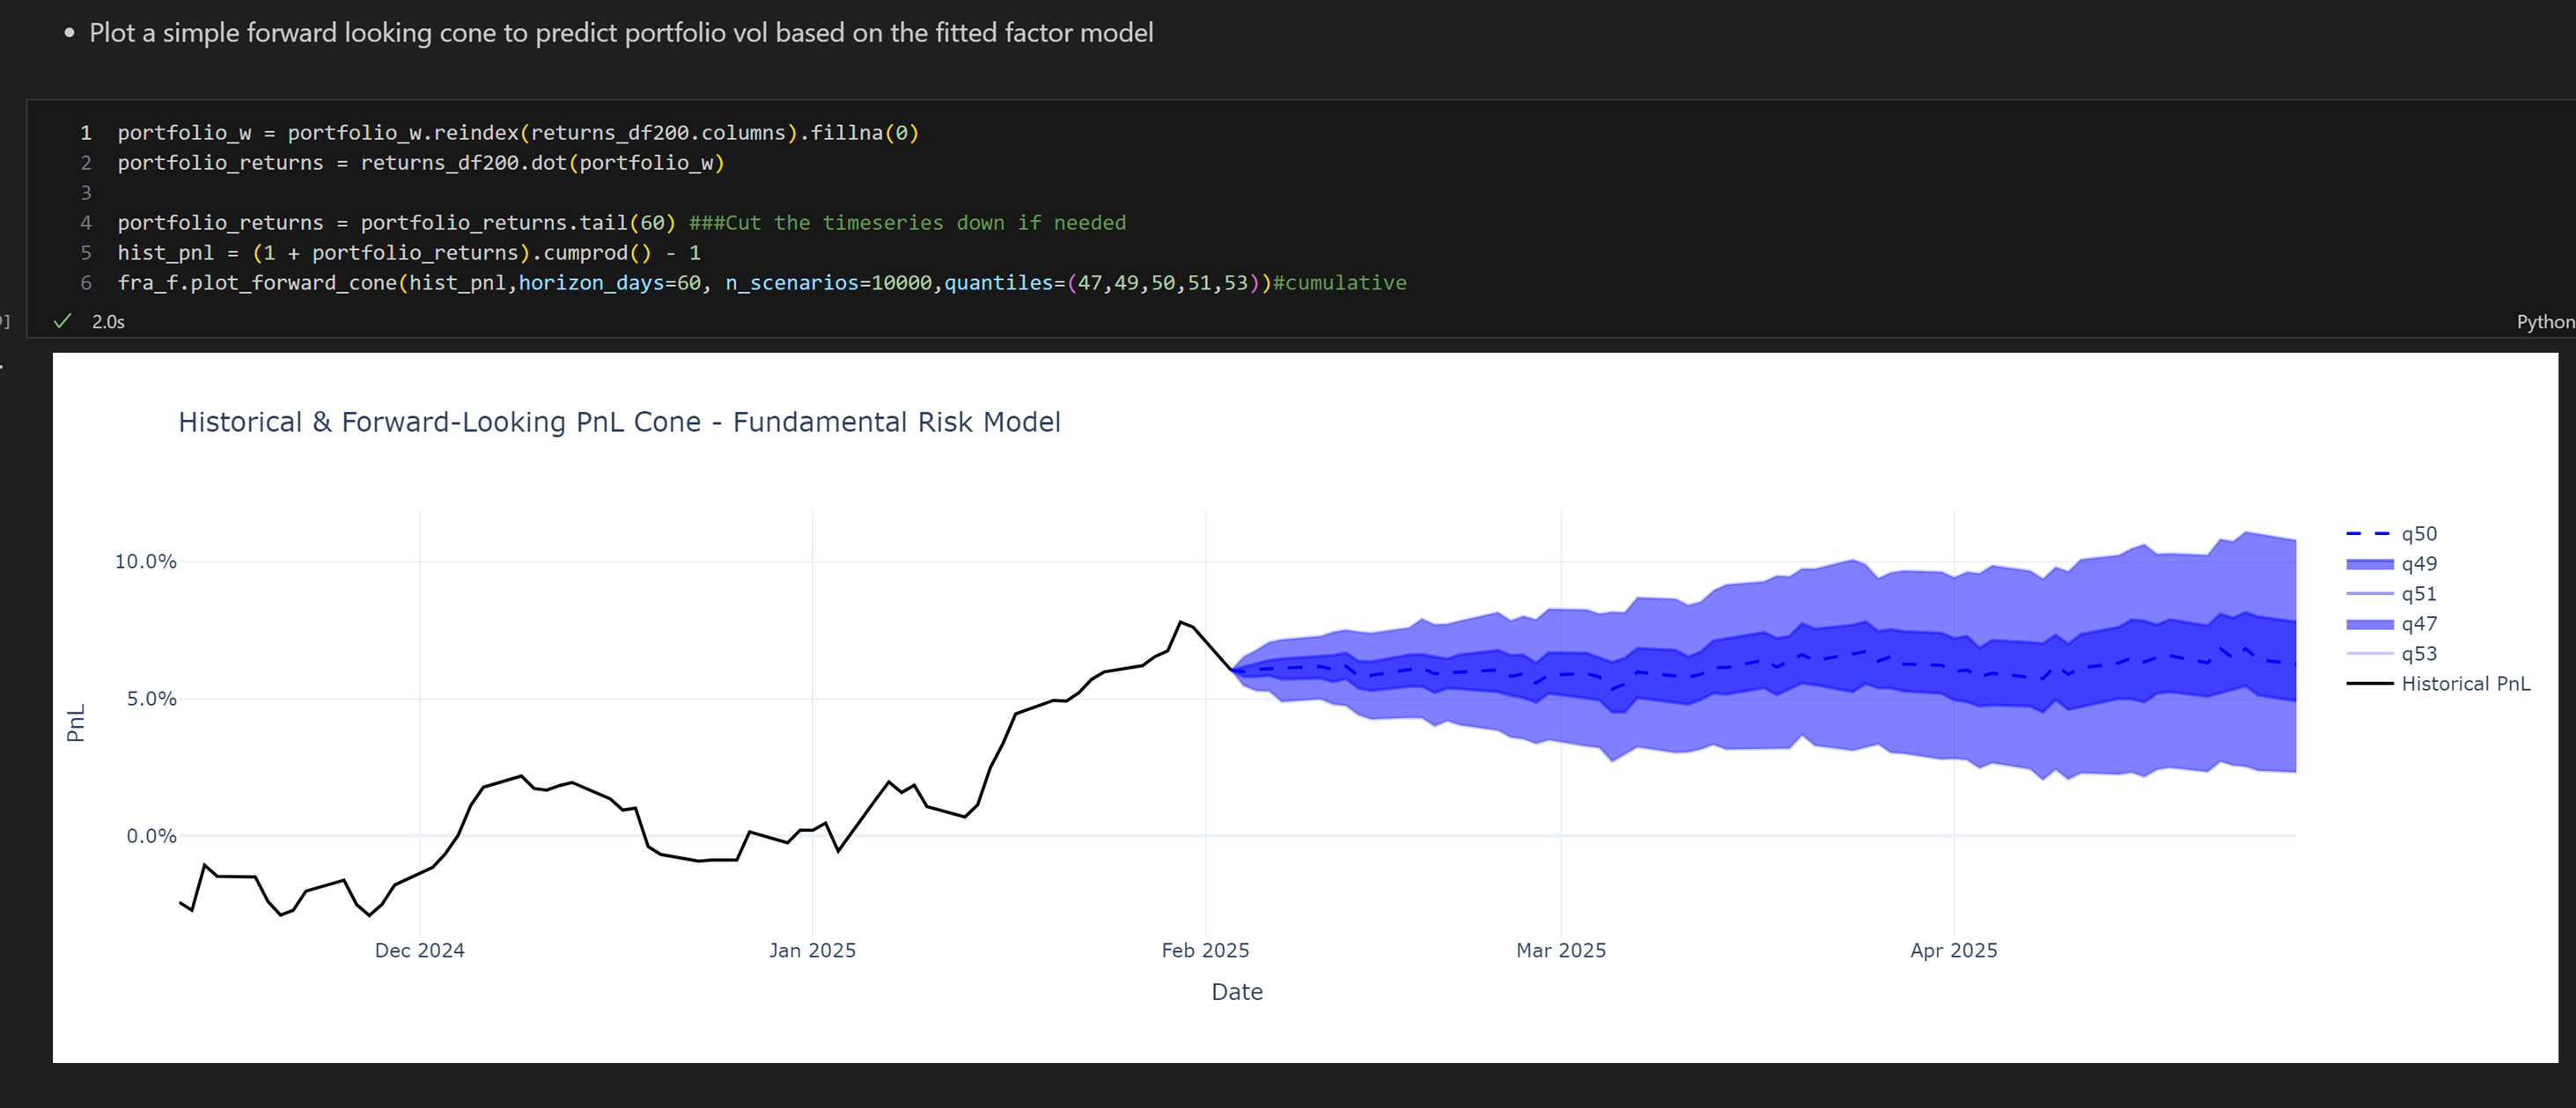 • Plot a simple forward looking cone to predict portfolio vol based on the fitted factor model
1 portfolio_w = portfolio_w.reindex(returns_df200.columns).fillna(0)
2 portfolio_returns = returns_df200.dot(portfolio_w)
3
4 portfolio_returns = portfolio_returns.tail(60) ###Cut the timeseries down if needed
5 hist_pnl = (1 + portfolio_returns).cumprod() - 1
6 fra_f.plot_forward_cone(hist_pnl,horizon_days=60, n_scenarios=10000,quantiles=(47,49,50,51,53))#cumulative
]
✓ 2.0s
Python
Historical & Forward-Looking PnL Cone - Fundamental Risk Model
10.0%
5.0%
0.0%
PnL
Dec 2024
Jan 2025
Feb 2025
Mar 2025
Apr 2025
Date
q50
q49
q51
q47
q53
Historical PnL